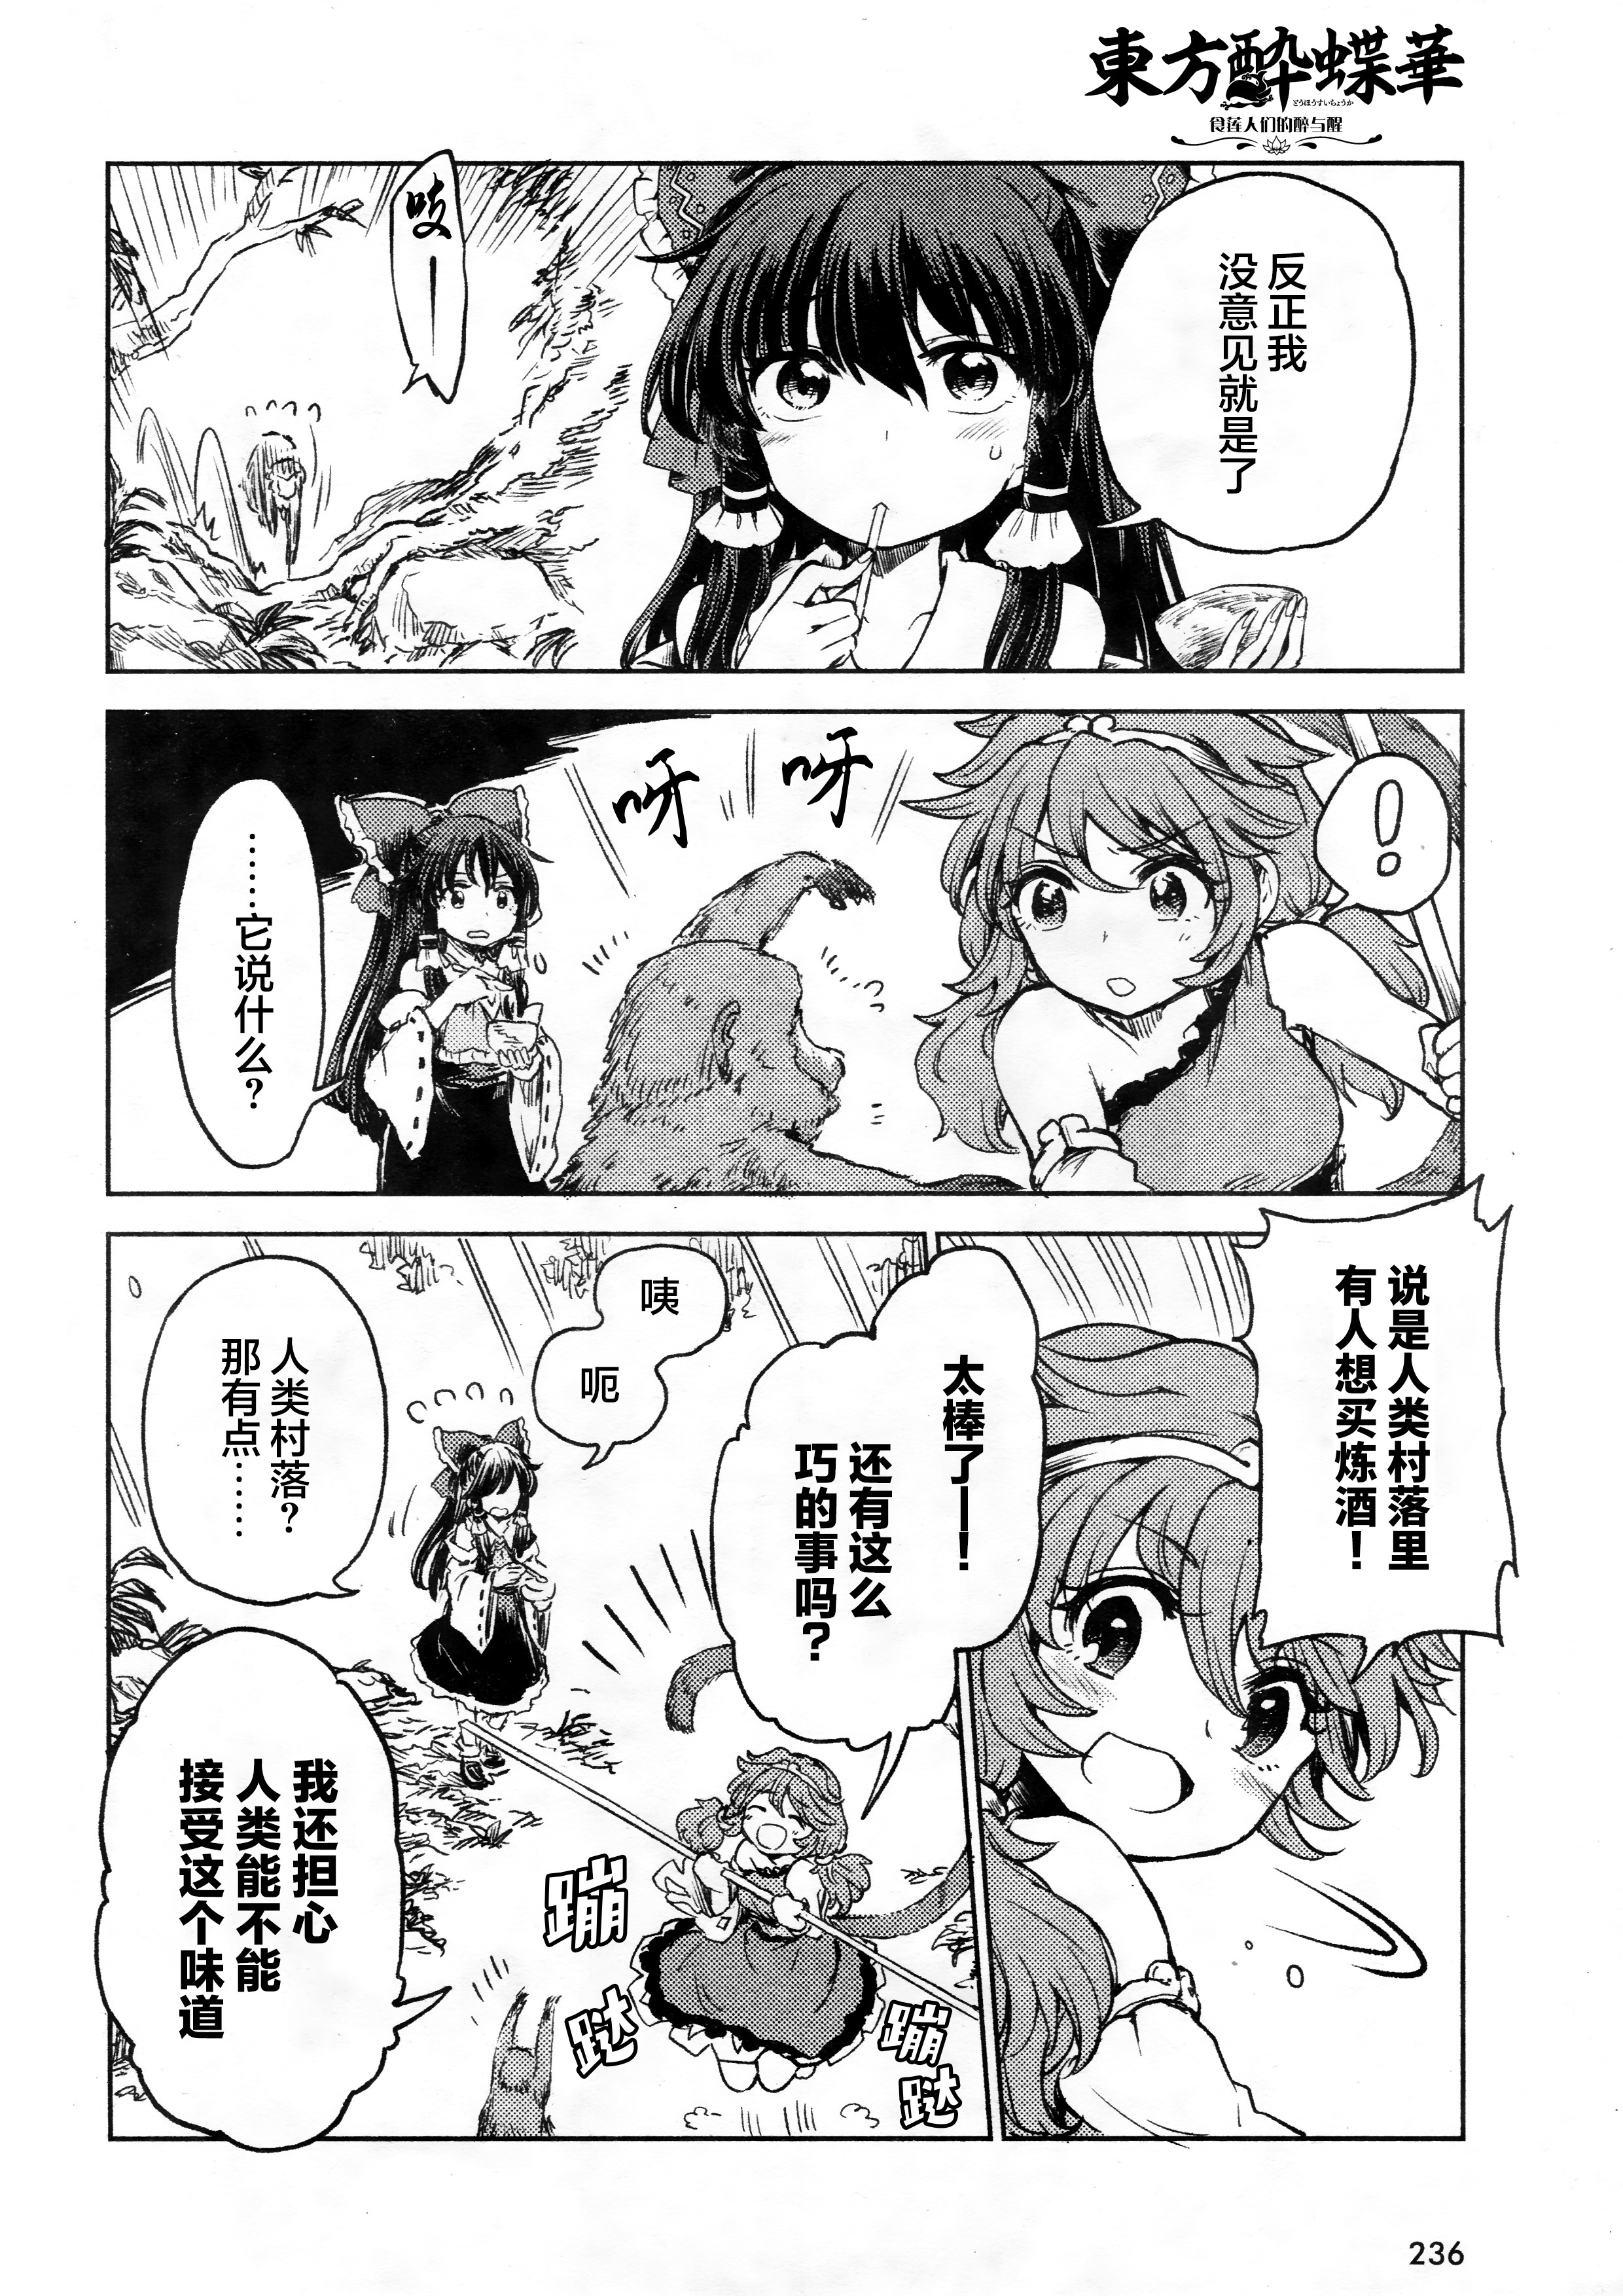 東方酔蝶華
とうほうすいちょうか
食莲人们的醉与醒
反正我
没意见就是了
吱—
!
呀
呀
……它说什么?
说是人类村落里
有人想买炼酒!
太棒了—!
还有这么
巧的事吗?
咦
呃
人类村落?
那有点……
我还担心
人类能不能
接受这个味道
蹦
跶
蹦
跶
236